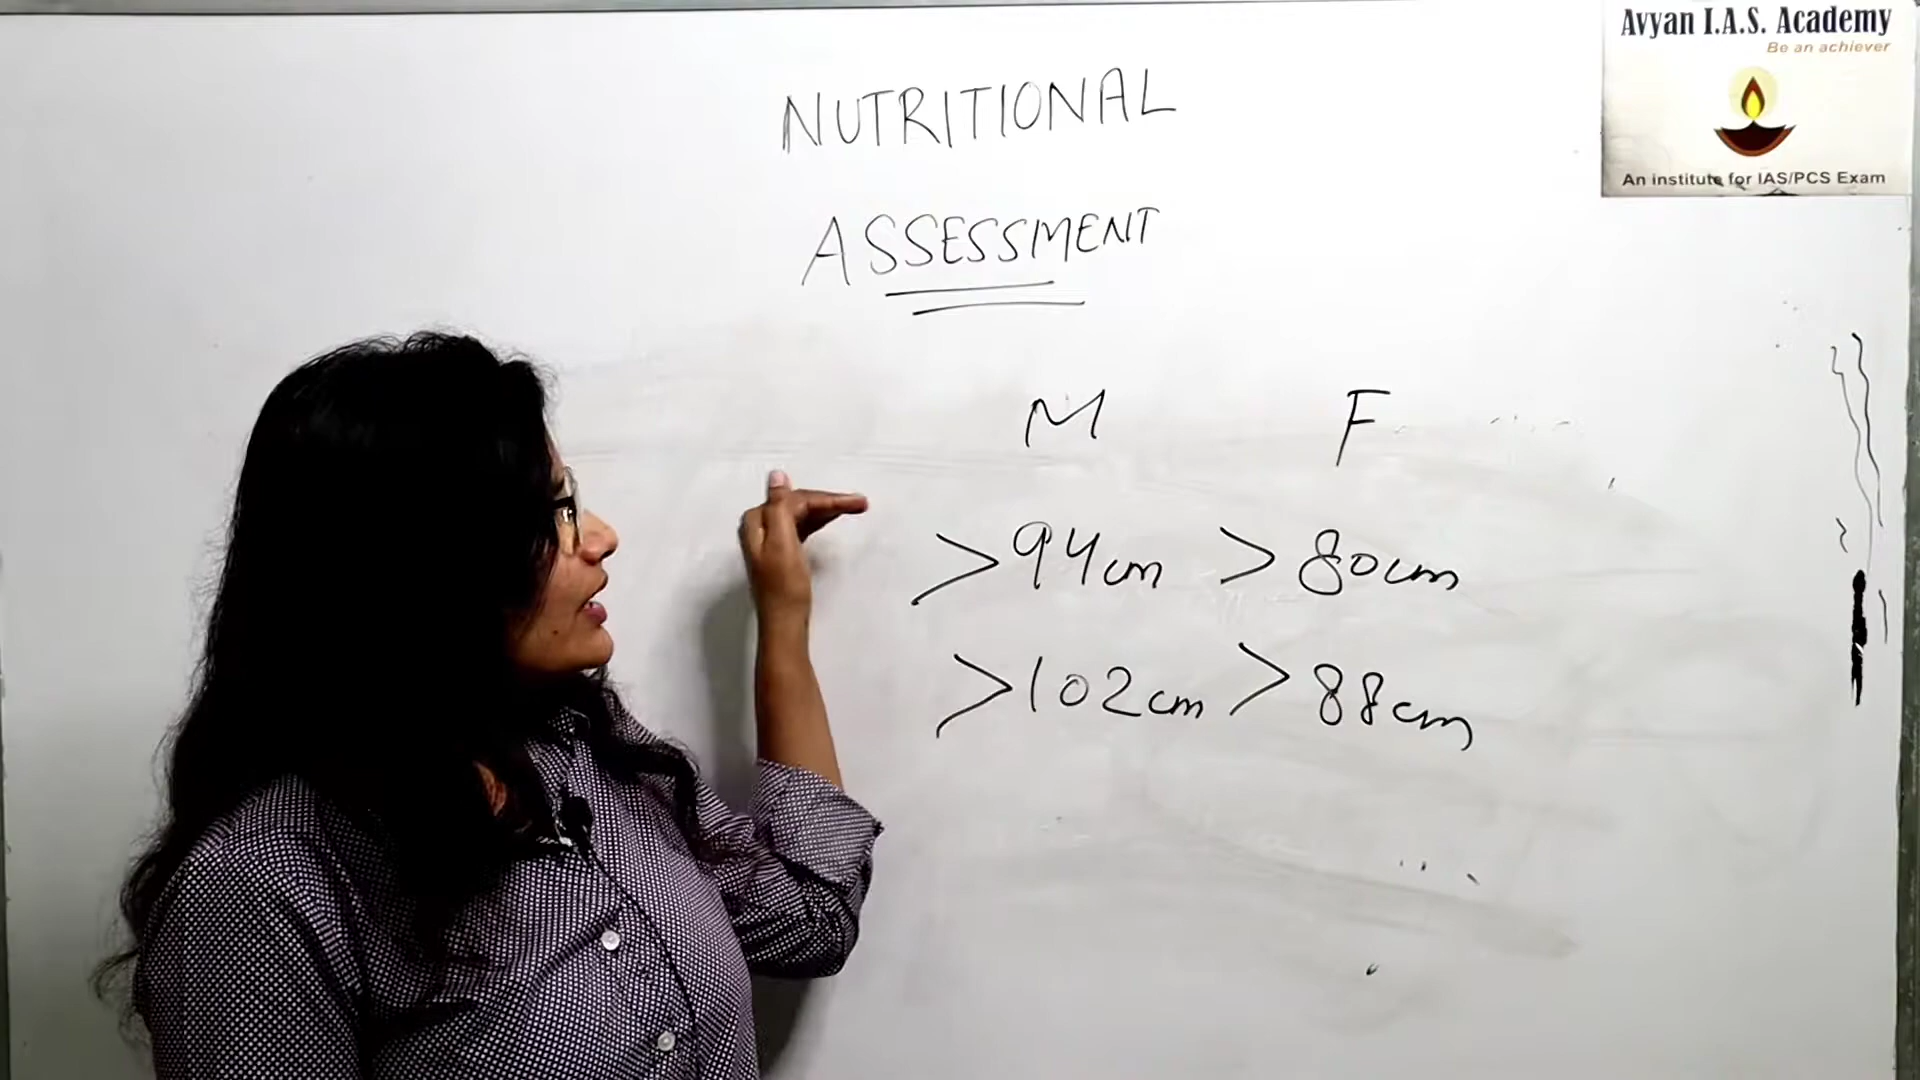 Avyan I.A.S. Academy
Be an achiever
An institute for IAS/PCS Exam
NUTRITIONAL
ASSESSMENT
M F
>94cm >80cm
>102cm >88cm